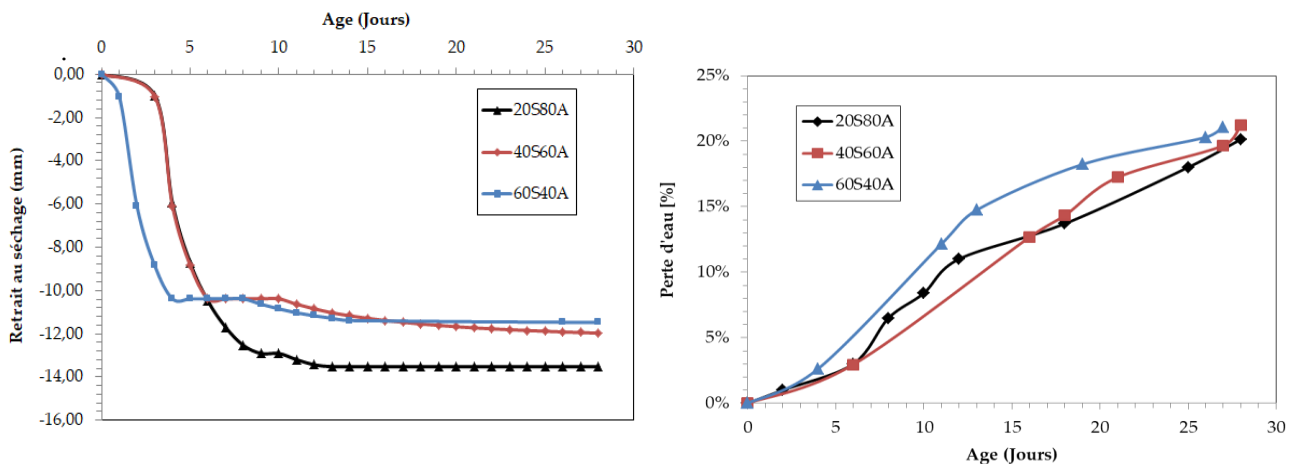 Age (Jours)
0 5 10 15 20 25 30
0,00
-2,00
-4,00
-6,00
-8,00
-10,00
-12,00
-14,00
-16,00
Retrait au séchage (mm)
20S80A
40S60A
60S40A
25%
20%
15%
10%
5%
0%
Perte d'eau [%]
20S80A
40S60A
60S40A
0 5 10 15 20 25 30
Age (Jours)